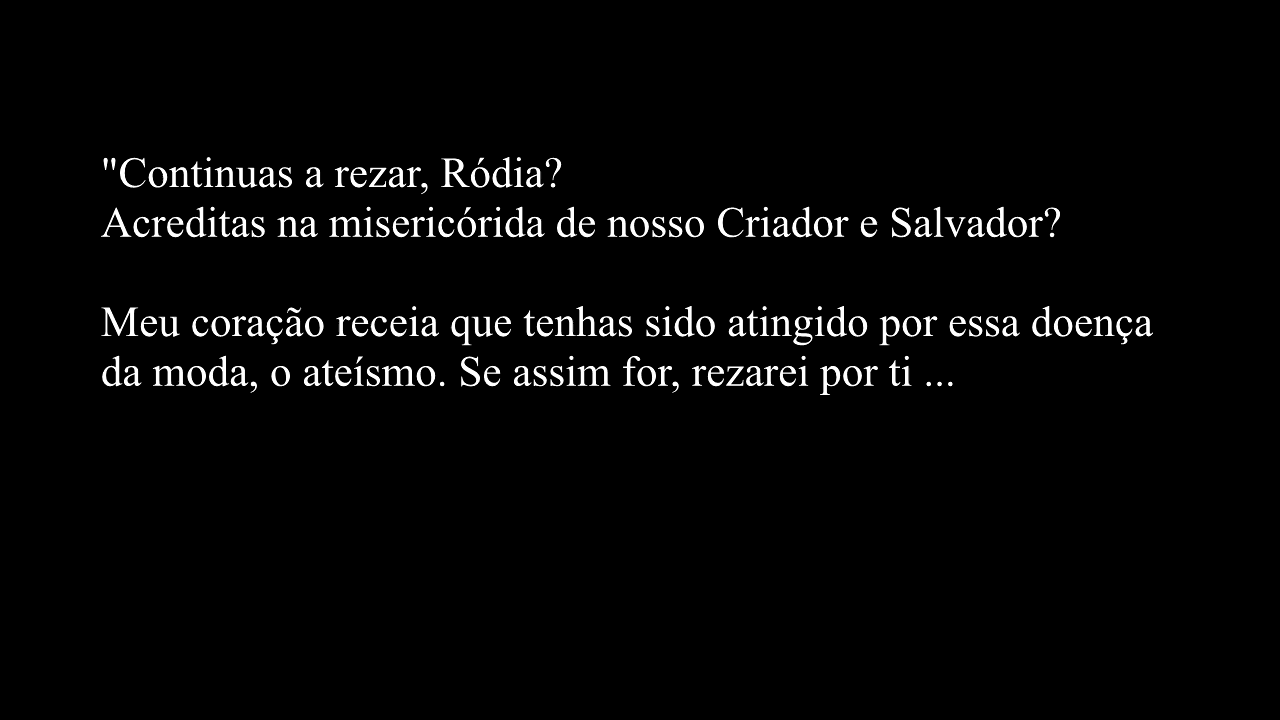 "Continuas a rezar, Ródia?
Acreditas na misericórida de nosso Criador e Salvador?
Meu coração receia que tenhas sido atingido por essa doença
da moda, o ateísmo. Se assim for, rezarei por ti ...